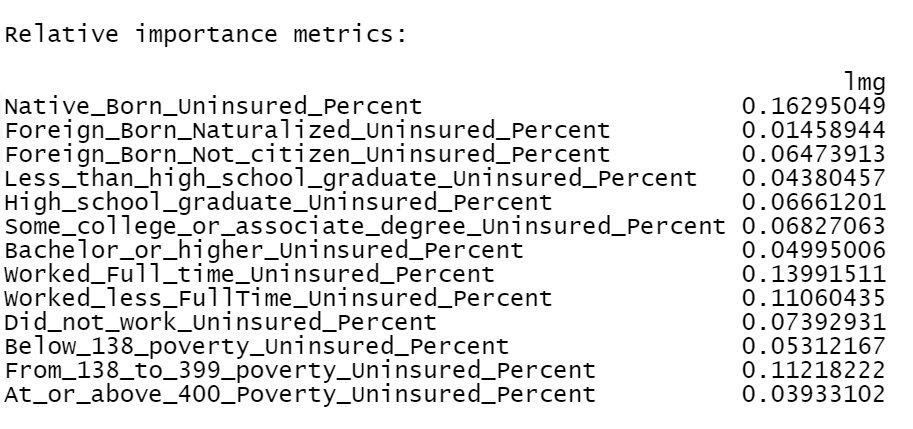 Relative importance metrics:
lmg
Native_Born_Uninsured_Percent 0.16295049
Foreign_Born_Naturalized_Uninsured_Percent 0.01458944
Foreign_Born_Not_citizen_Uninsured_Percent 0.06473913
Less_than_high_school_graduate_Uninsured_Percent 0.04380457
High_school_graduate_Uninsured_Percent 0.06661201
Some_college_or_associate_degree_Uninsured_Percent 0.06827063
Bachelor_or_higher_Uninsured_Percent 0.04995006
Worked_Full_time_Uninsured_Percent 0.13991511
Worked_less_FullTime_Uninsured_Percent 0.11060435
Did_not_work_Uninsured_Percent 0.07392931
Below_138_poverty_Uninsured_Percent 0.05312167
From_138_to_399_poverty_Uninsured_Percent 0.11218222
At_or_above_400_Poverty_Uninsured_Percent 0.03933102